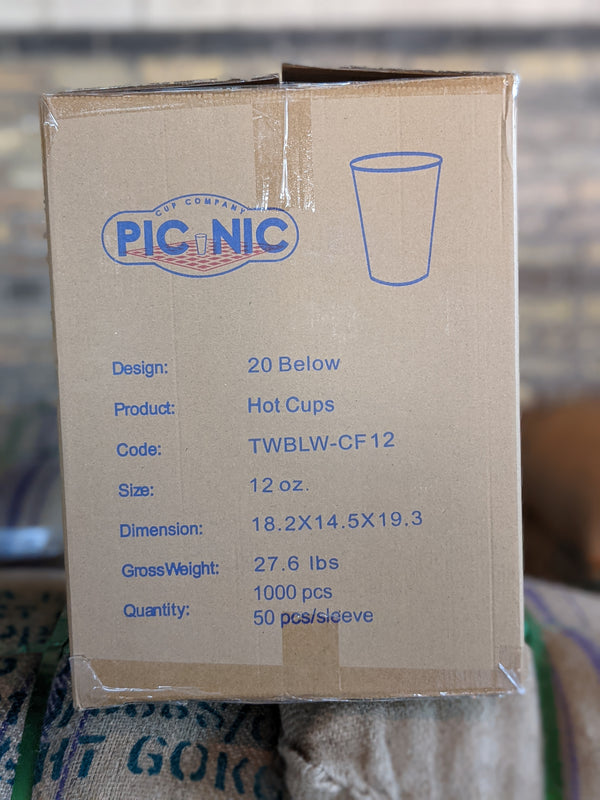 CUP COMPANY
PIC NIC
Design: 20 Below
Product: Hot Cups
Code: TWBLW-CF12
Size: 12 oz.
Dimension: 18.2X14.5X19.3
GrossWeight: 27.6 lbs
Quantity: 1000 pcs
50 pcs/sleeve